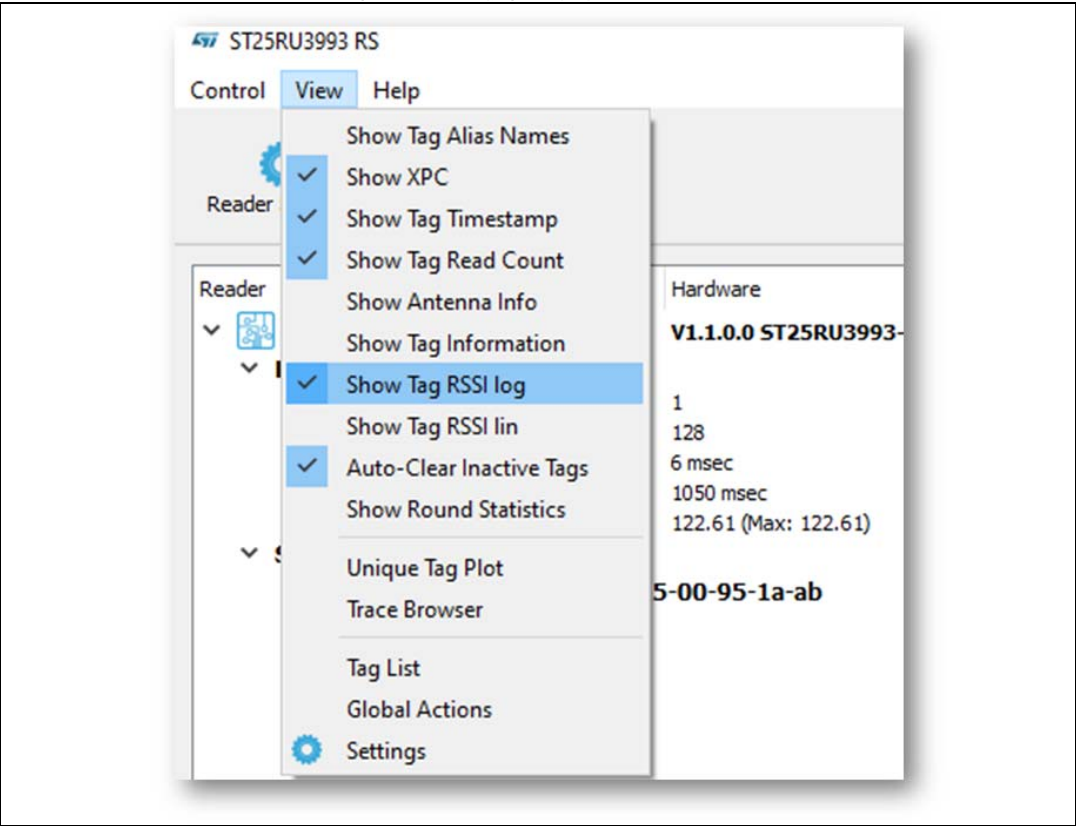 ST25RU3993 RS
Control View Help
Show Tag Alias Names
Show XPC
Reader
Show Tag Timestamp
Show Tag Read Count
Reader
Hardware
Show Antenna Info
V1.1.0.0 ST25RU3993-
Show Tag Information
Show Tag RSSI log
1
Show Tag RSSI lin
128
Auto-Clear Inactive Tags
6 msec
1050 msec
Show Round Statistics
122.61 (Max: 122.61)
Unique Tag Plot
5-00-95-1a-ab
Trace Browser
Tag List
Global Actions
Settings